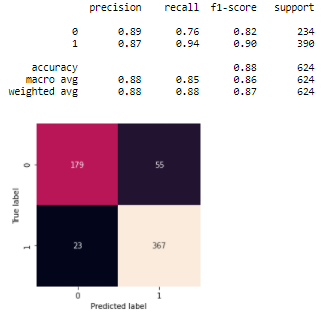 precision recall f1-score support
0 0.89 0.76 0.82 234
1 0.87 0.94 0.90 390
accuracy 0.88 624
macro avg 0.88 0.85 0.86 624
weighted avg 0.88 0.88 0.87 624
0 179 55
True label
1 23 367
0 1
Predicted label